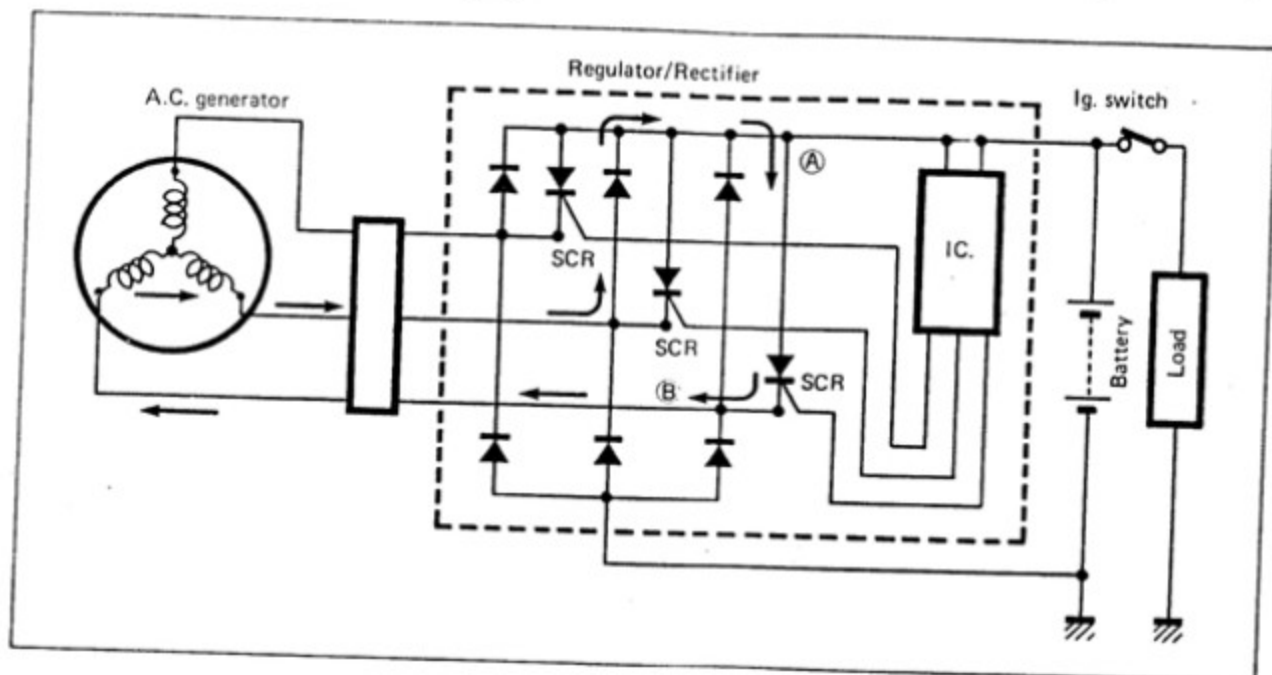 Regulator/Rectifier
A.C. generator
Ig. switch
Ⓐ
SCR
IC.
SCR
SCR
Ⓑ
Battery
Load